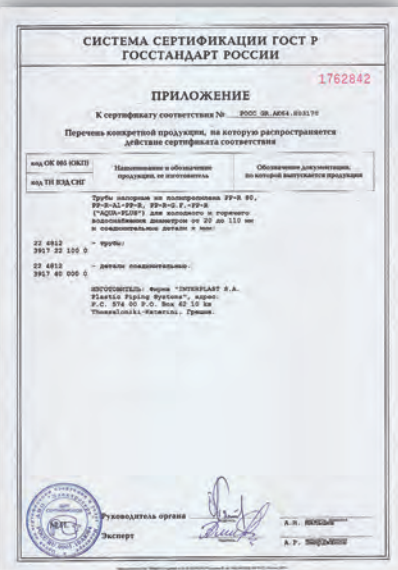 СИСТЕМА СЕРТИФИКАЦИИ ГОСТ Р
ГОССТАНДАРТ РОССИИ
1762842
ПРИЛОЖЕНИЕ
К сертификату соответствия №
Перечень конкретной продукции, на которую распространяется
действие сертификата соответствия
код ОК 005 (ОКП)
код ТН ВЭД СНГ
Наименование и обозначение
продукции, ее изготовитель
Обозначение документации,
по которой выпускается продукция
Трубы напорные из полипропилена PP-R 80,
PP-R-Al-PP-R, PP-R-G.F.-PP-R
("AQUA-PLUS") для холодного и горячего
водоснабжения диаметром от 20 до 110 мм
и соединительные детали к ним:
22 4812 - трубы:
3917 22 100 0
22 4812 - детали соединительные.
3917 40 000 0
ИЗГОТОВИТЕЛЬ: Фирма "INTERPLAST S.A.
Plastic Piping Systems", адрес:
P.C. 574 00 P.O. Box 42 10 km
Thessaloniki-Katerini, Греция.
Руководитель органа
А.Н.
Эксперт
А.Р.